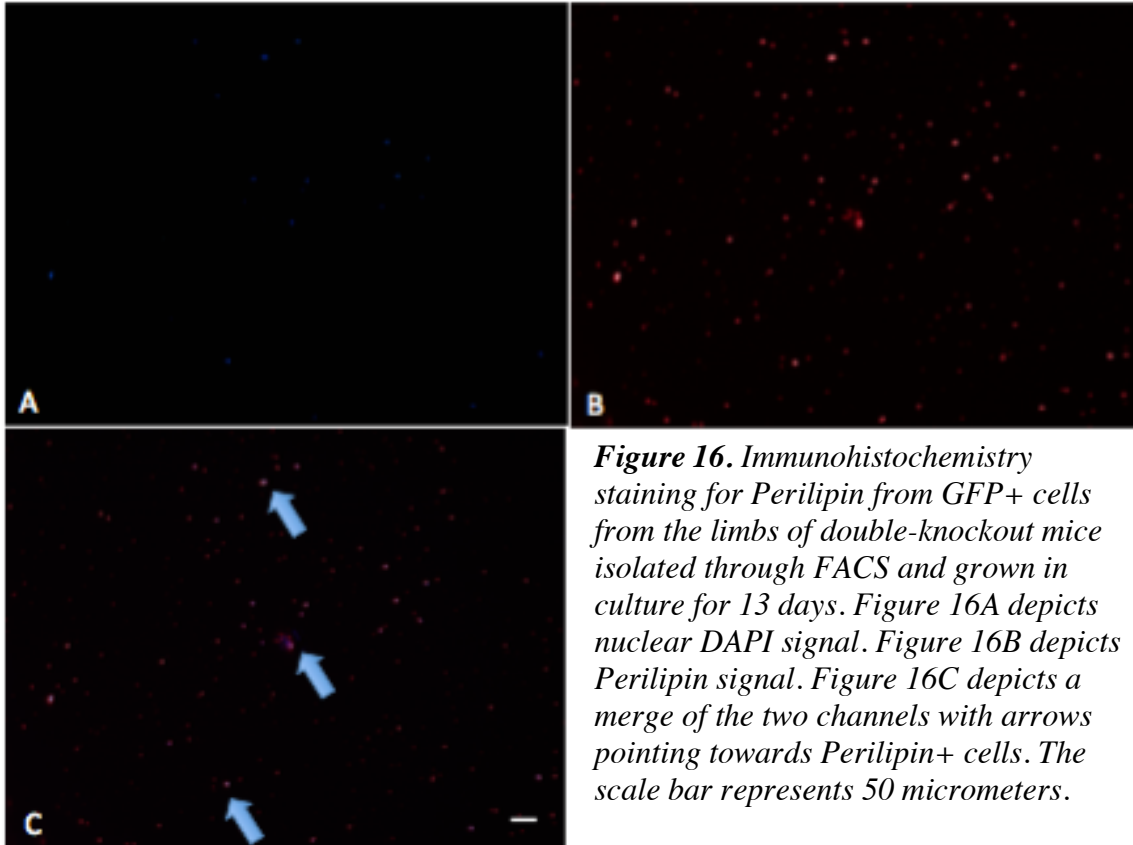 A
B
C
Figure 16. Immunohistochemistry
staining for Perilipin from GFP+ cells
from the limbs of double-knockout mice
isolated through FACS and grown in
culture for 13 days. Figure 16A depicts
nuclear DAPI signal. Figure 16B depicts
Perilipin signal. Figure 16C depicts a
merge of the two channels with arrows
pointing towards Perilipin+ cells. The
scale bar represents 50 micrometers.